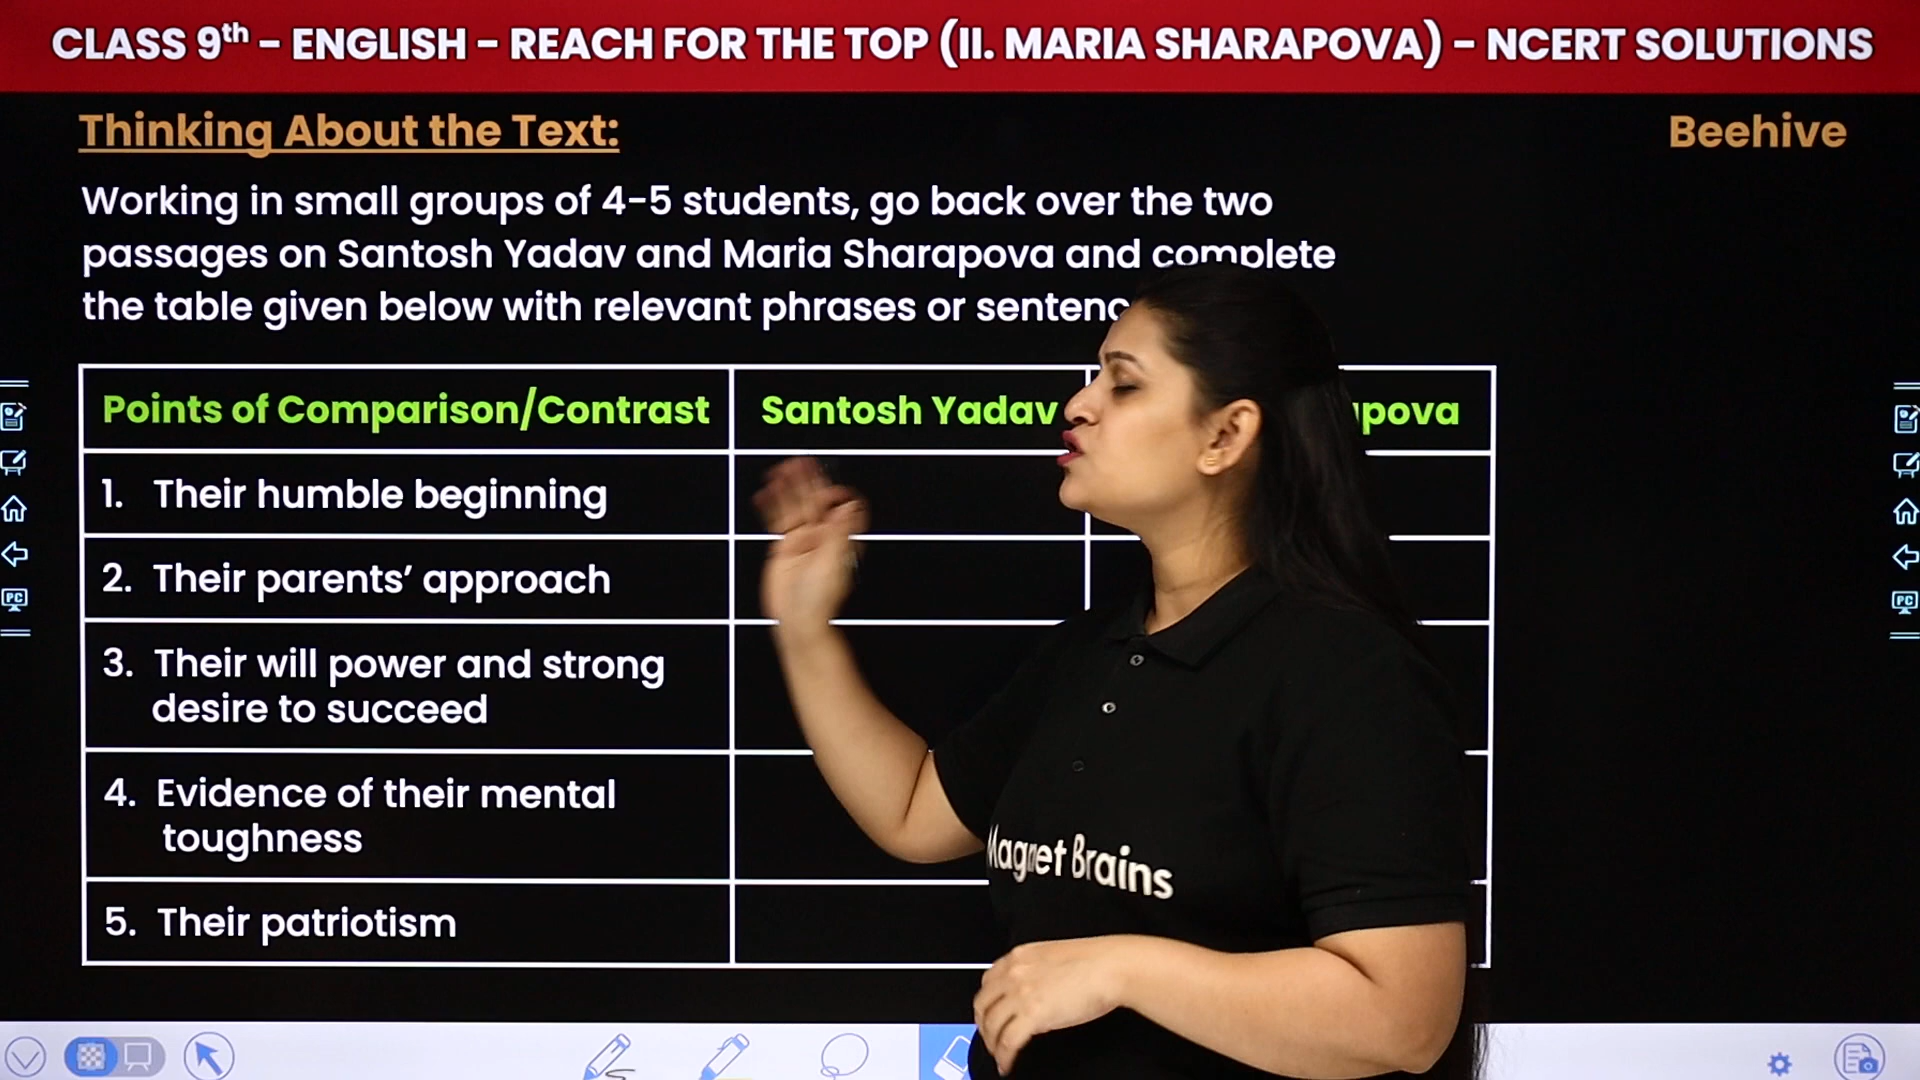 CLASS 9th - ENGLISH - REACH FOR THE TOP (II. MARIA SHARAPOVA) - NCERT SOLUTIONS
Thinking About the Text:
Beehive
Working in small groups of 4-5 students, go back over the two
passages on Santosh Yadav and Maria Sharapova and complete
the table given below with relevant phrases or
Points of Comparison/Contrast
Santosh Yadav
1. Their humble beginning
2. Their parents’ approach
3. Their will power and strong
desire to succeed
4. Evidence of their mental
toughness
5. Their patriotism
Magnet Brains
PC
PC